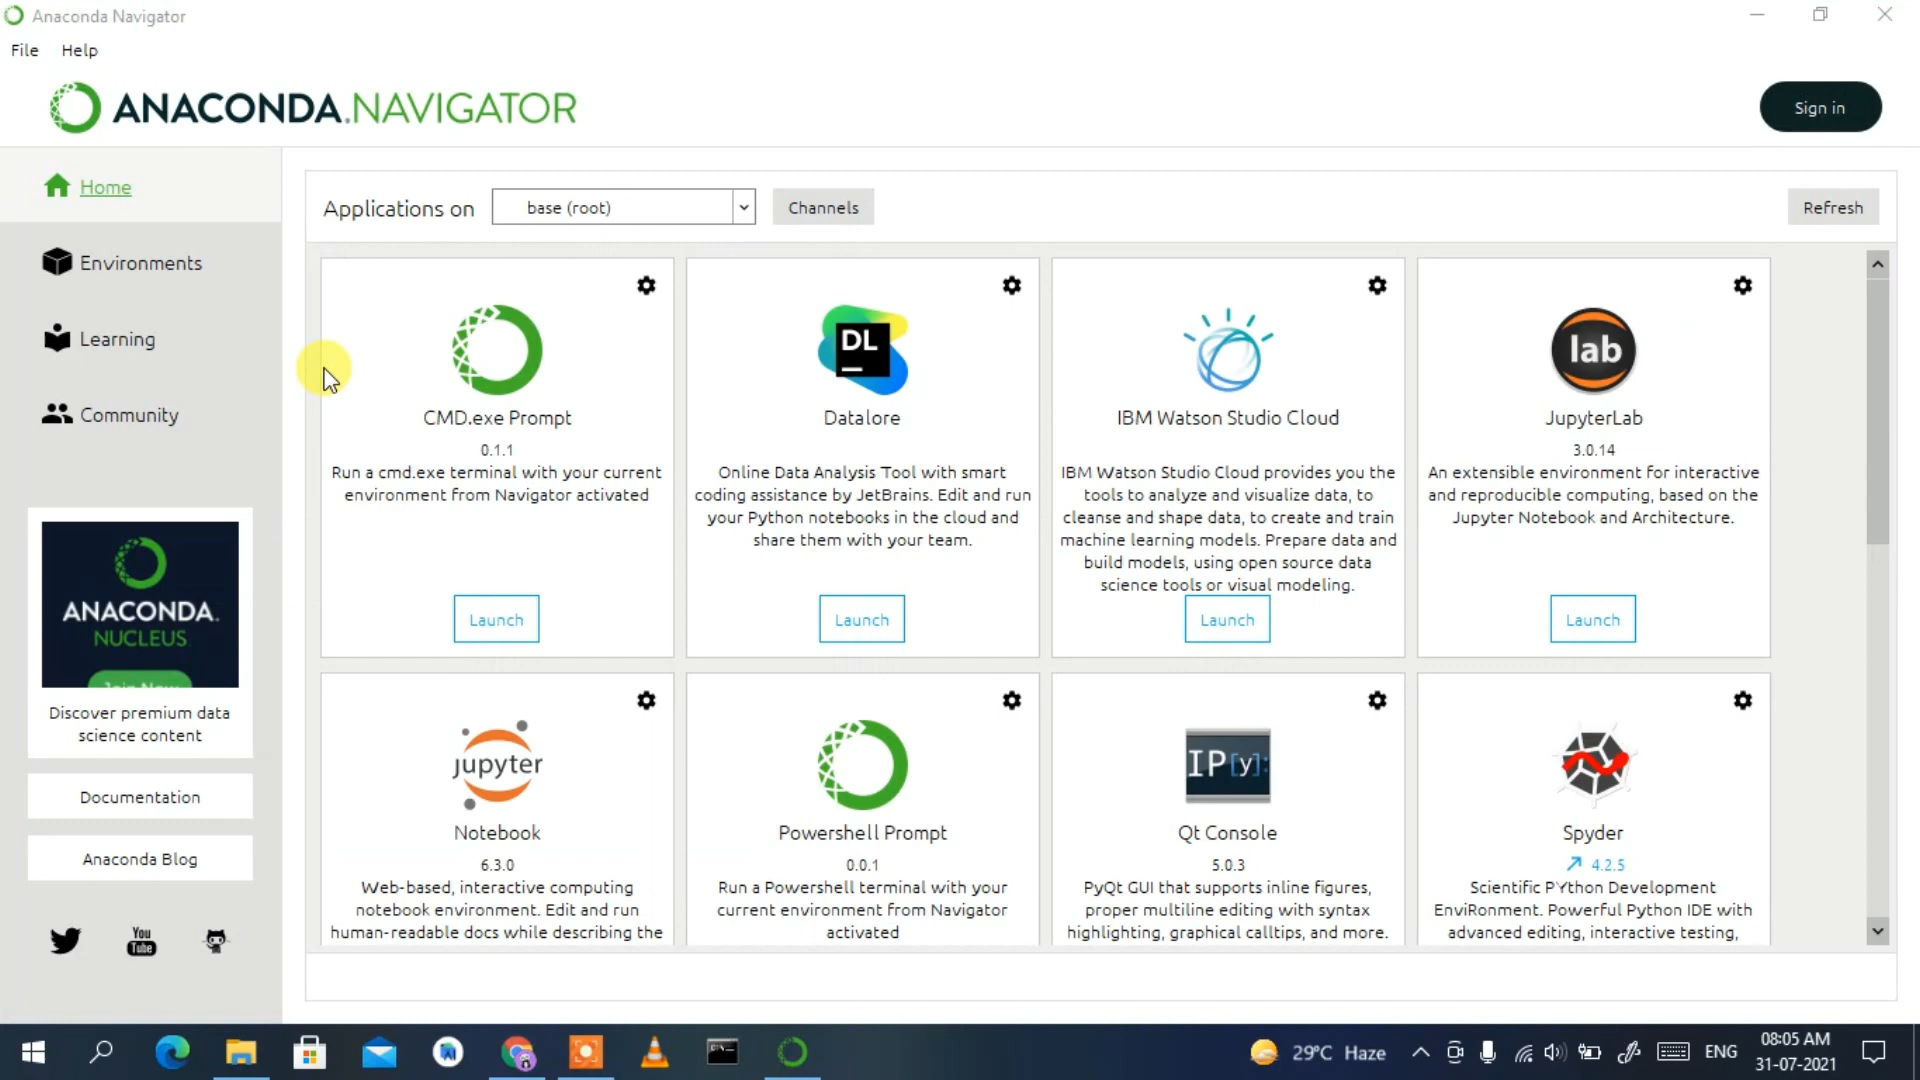 Anaconda Navigator
File Help
ANACONDA.NAVIGATOR
Sign in
Home
Environments
Learning
Community
ANACONDA.
NUCLEUS
Join Now
Discover premium data
science content
Documentation
Anaconda Blog
You
Tube
Applications on base (root) Channels Refresh
CMD.exe Prompt
0.1.1
Run a cmd.exe terminal with your current
environment from Navigator activated
Launch
DL
Datalore
Online Data Analysis Tool with smart
coding assistance by JetBrains. Edit and run
your Python notebooks in the cloud and
share them with your team.
Launch
IBM Watson Studio Cloud
IBM Watson Studio Cloud provides you the
tools to analyze and visualize data, to
cleanse and shape data, to create and train
machine learning models. Prepare data and
build models, using open source data
science tools or visual modeling.
Launch
lab
JupyterLab
3.0.14
An extensible environment for interactive
and reproducible computing, based on the
Jupyter Notebook and Architecture.
Launch
jupyter
Notebook
6.3.0
Web-based, interactive computing
notebook environment. Edit and run
human-readable docs while describing the
Powershell Prompt
0.0.1
Run a Powershell terminal with your
current environment from Navigator
activated
IP[y]:
Qt Console
5.0.3
PyQt GUI that supports inline figures,
proper multiline editing with syntax
highlighting, graphical calltips, and more.
Spyder
4.2.5
Scientific PYthon Development
EnviRonment. Powerful Python IDE with
advanced editing, interactive testing,
29°C Haze
ENG
08:05 AM
31-07-2021